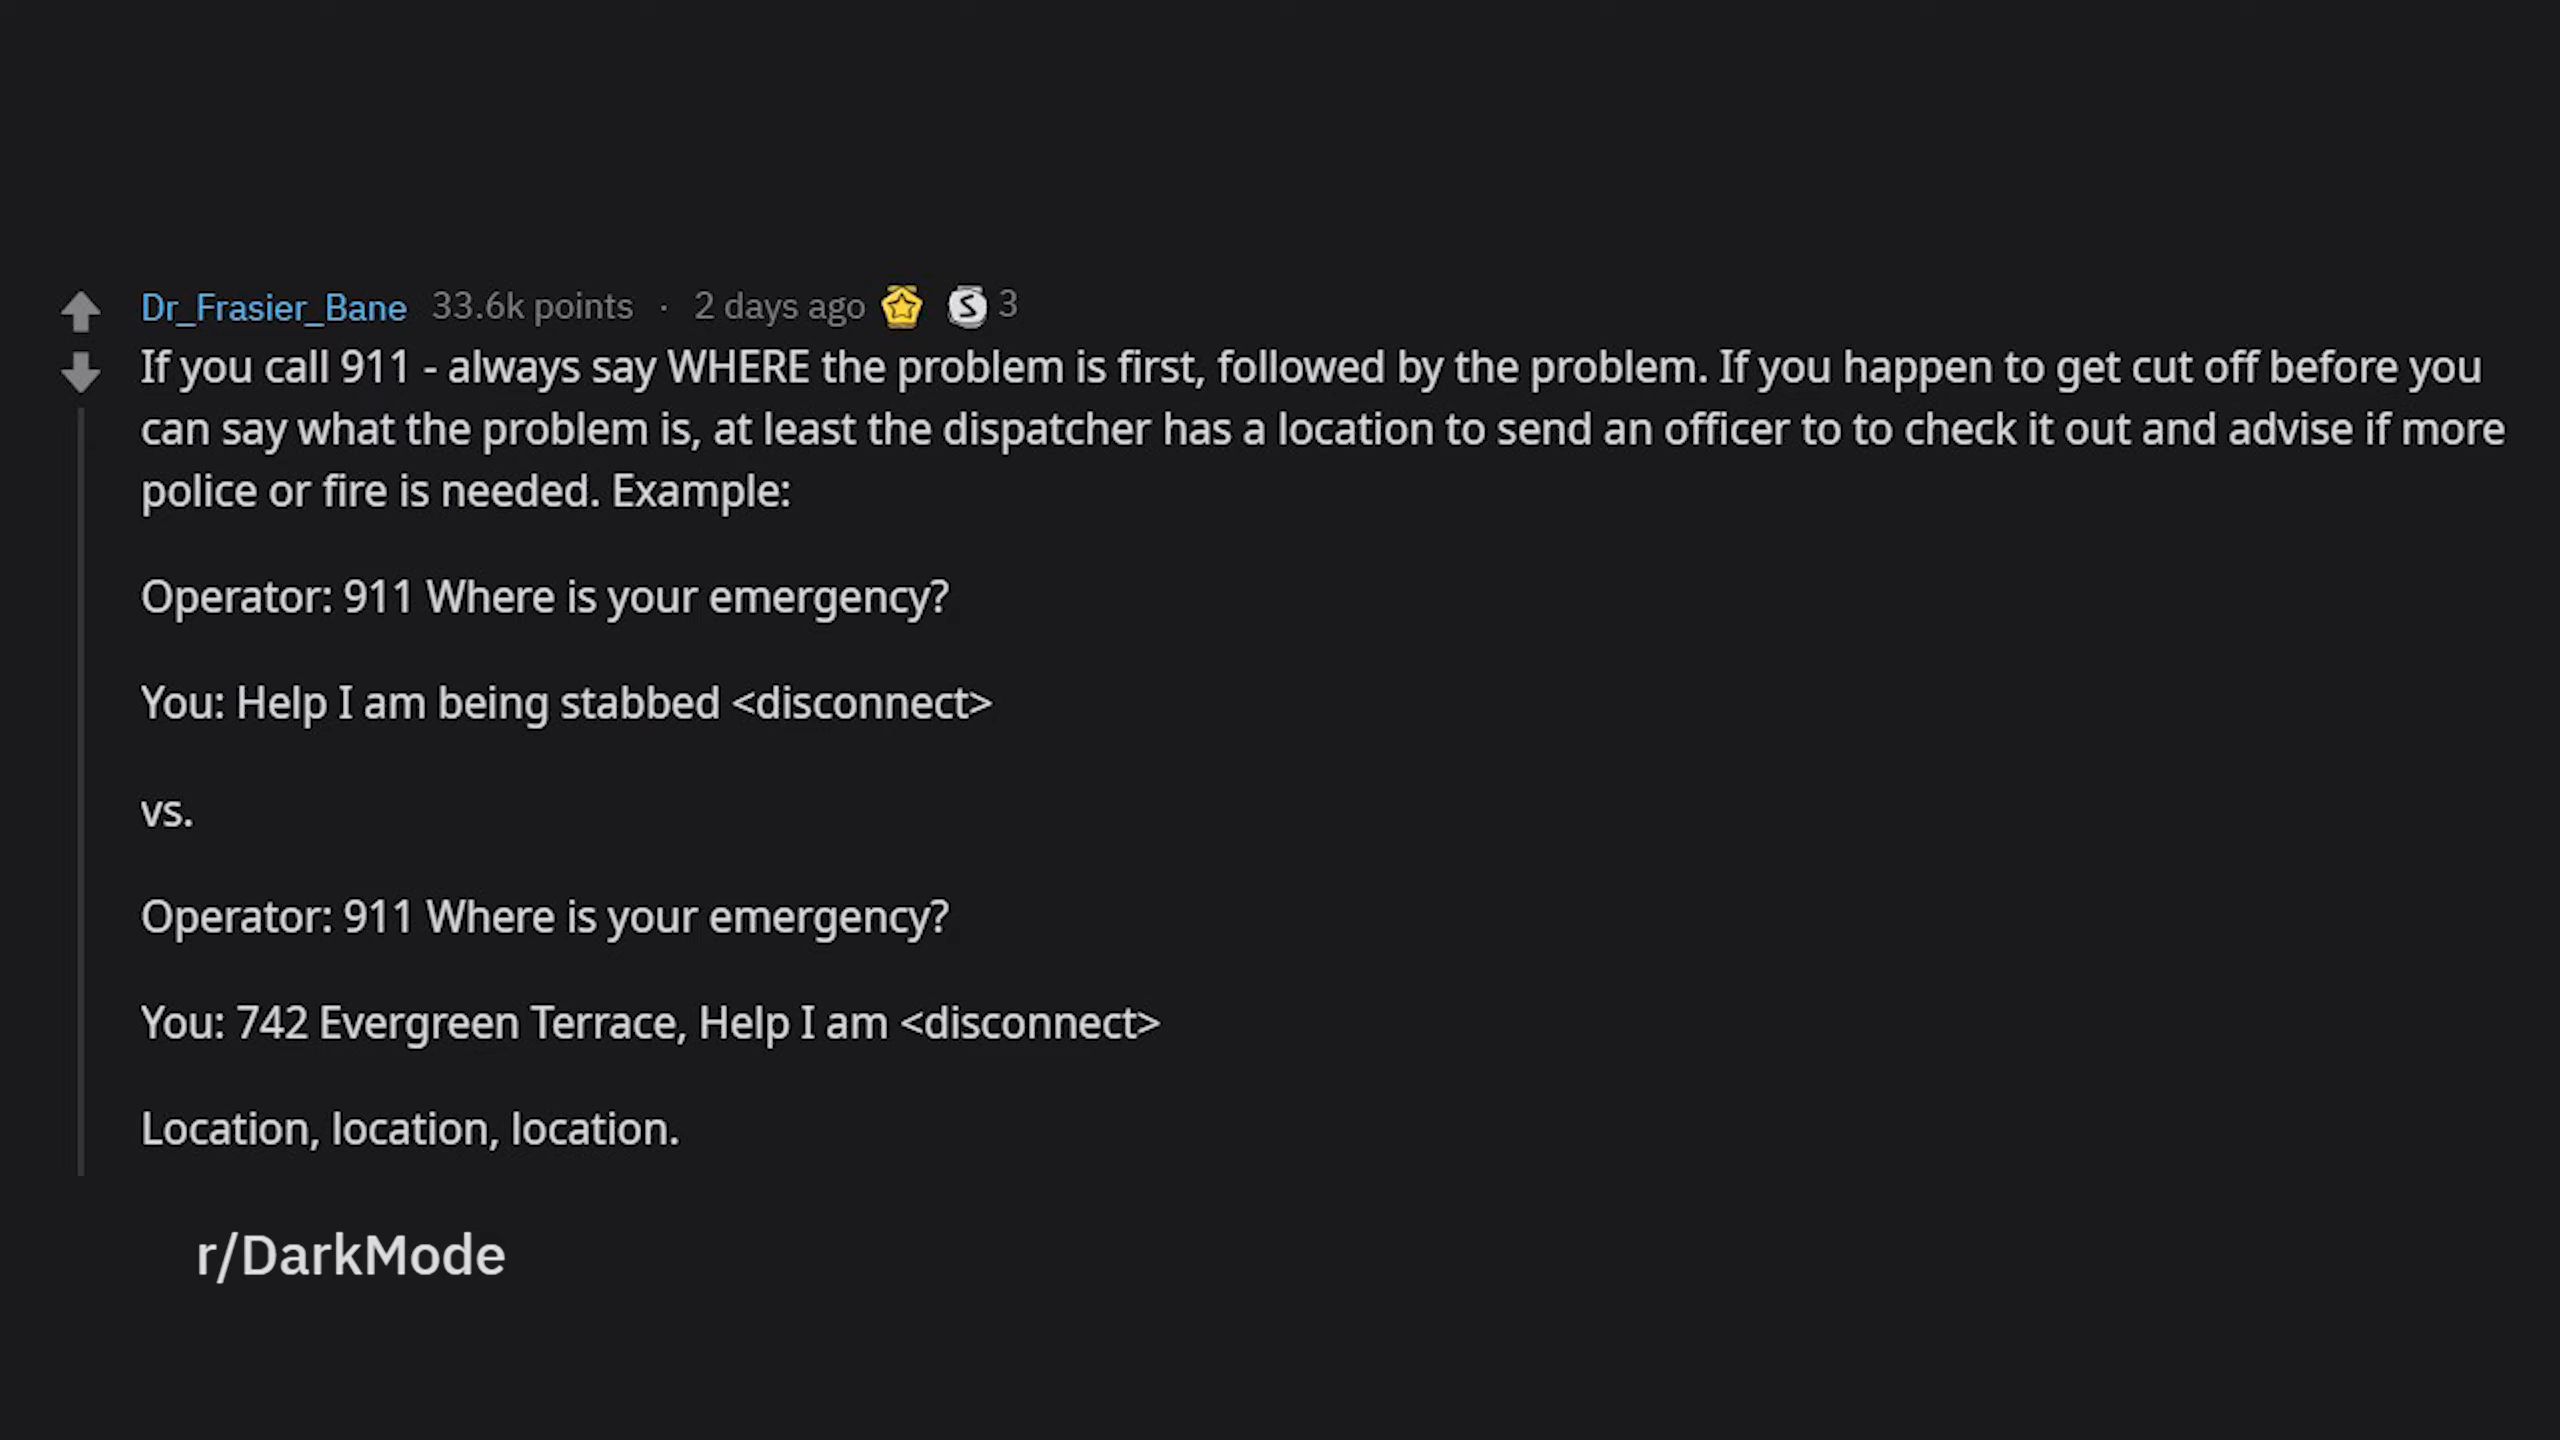 Dr_Frasier_Bane 33.6k points · 2 days ago S 3
If you call 911 - always say WHERE the problem is first, followed by the problem. If you happen to get cut off before you
can say what the problem is, at least the dispatcher has a location to send an officer to to check it out and advise if more
police or fire is needed. Example:
Operator: 911 Where is your emergency?
You: Help I am being stabbed <disconnect>
vs.
Operator: 911 Where is your emergency?
You: 742 Evergreen Terrace, Help I am <disconnect>
Location, location, location.
r/DarkMode